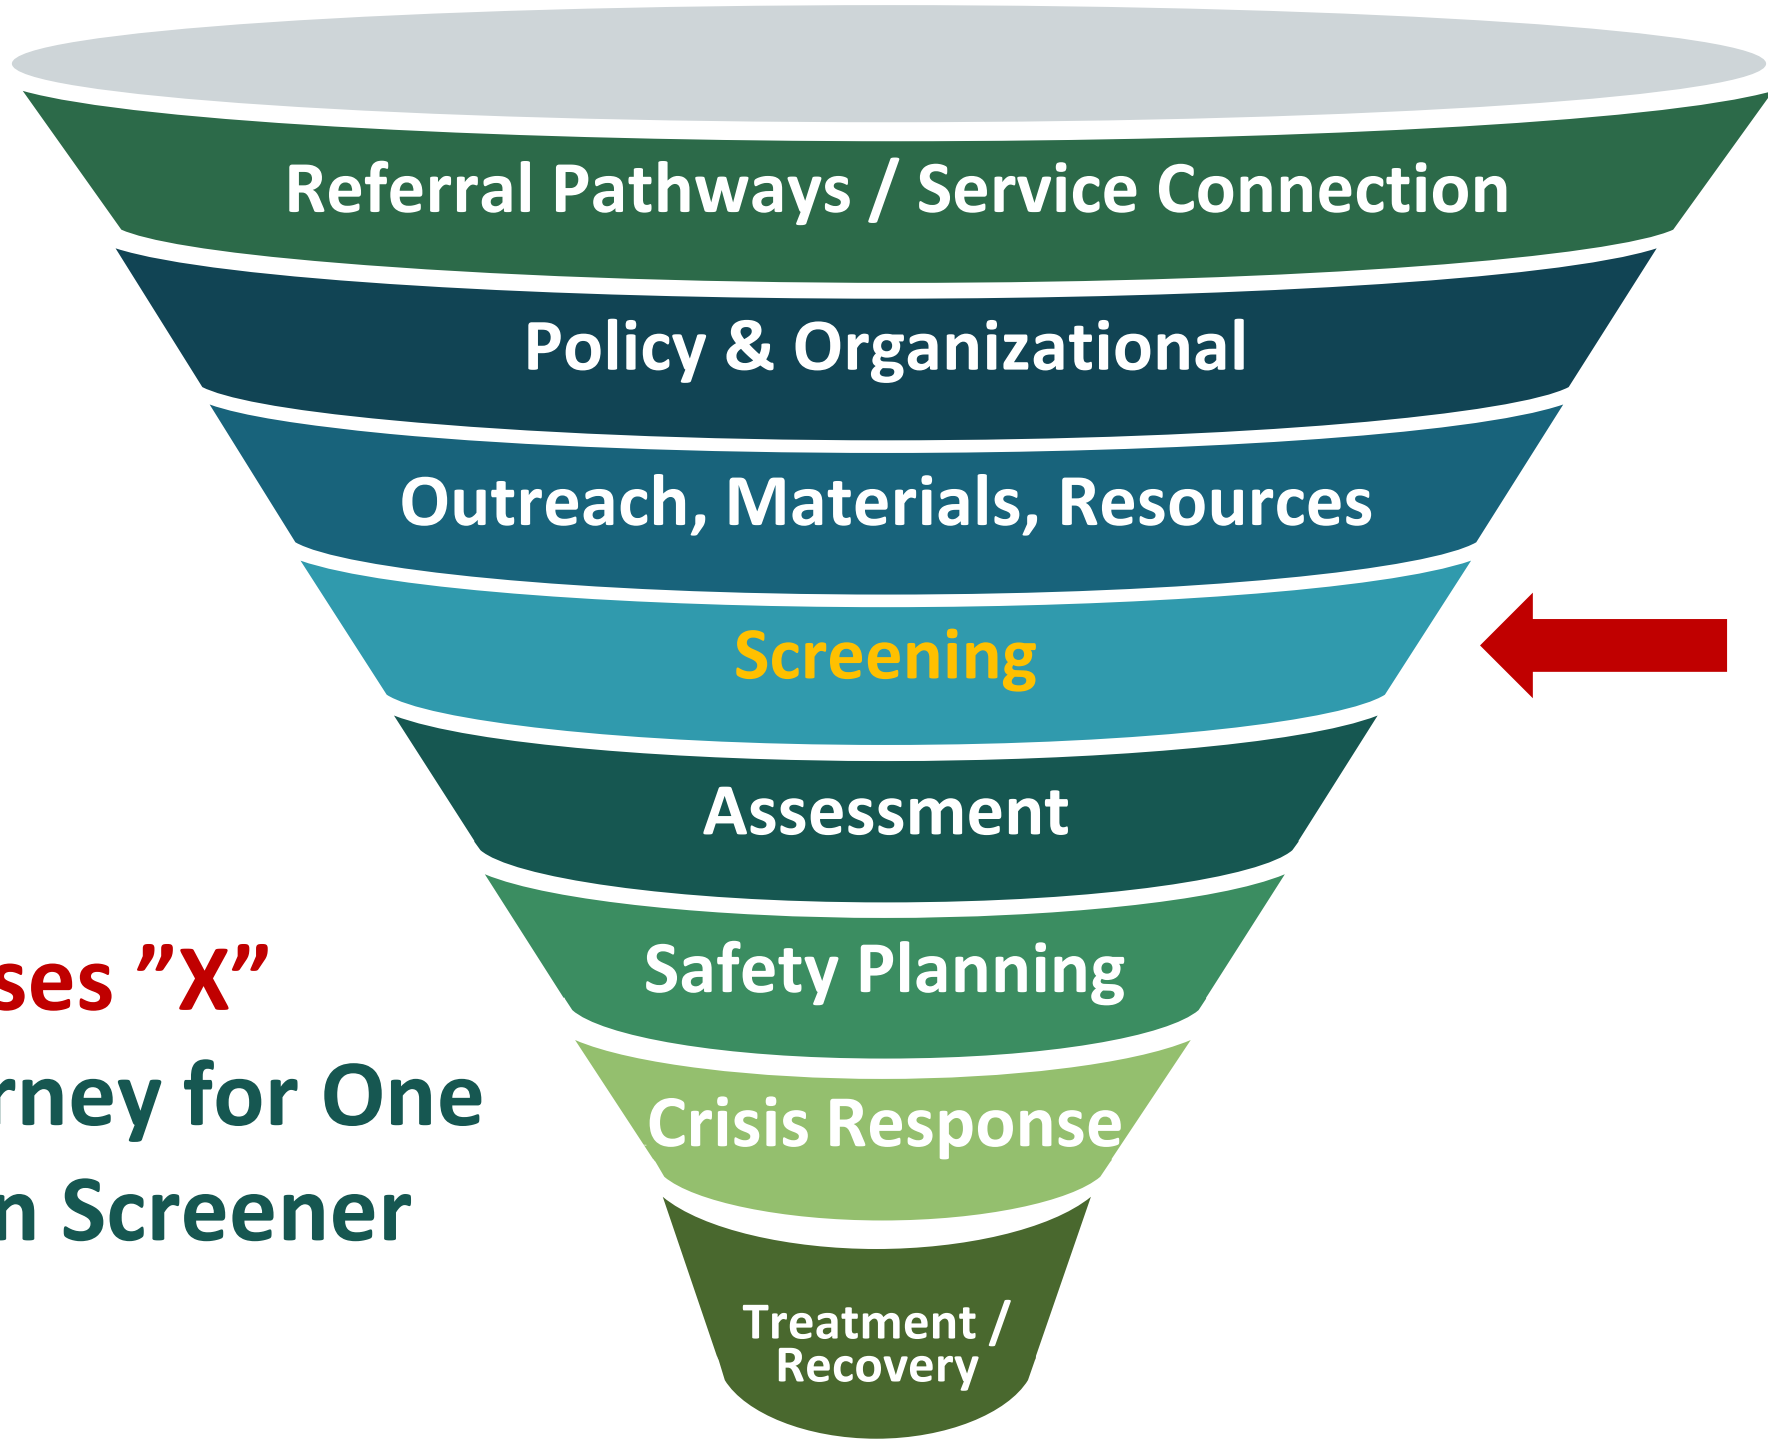 Referral Pathways / Service Connection
Policy & Organizational
Outreach, Materials, Resources
Screening
Assessment
Safety Planning
Crisis Response
Treatment /
Recovery
ses ”X”
rney for One
n Screener